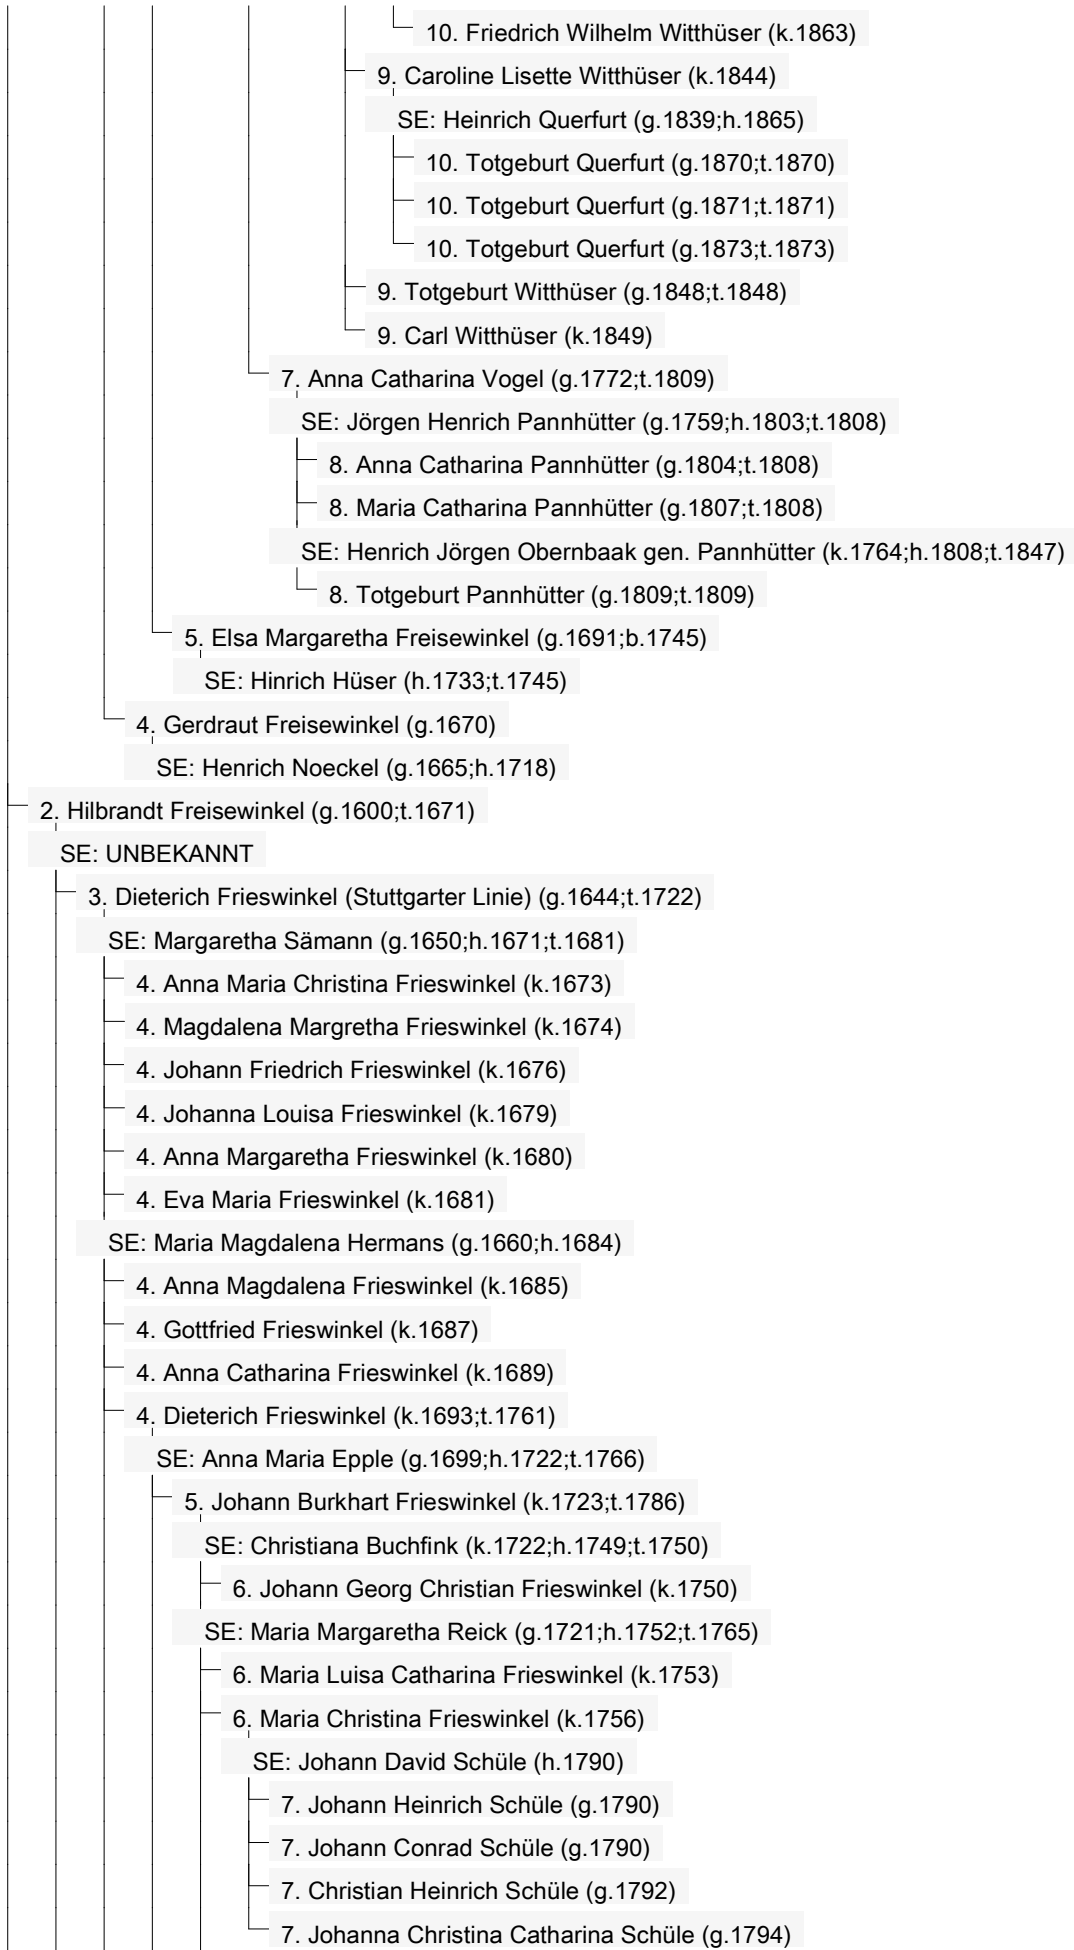 10. Friedrich Wilhelm Witthüser (k.1863)
9. Caroline Lisette Witthüser (k.1844)
SE: Heinrich Querfurt (g.1839;h.1865)
10. Totgeburt Querfurt (g.1870;t.1870)
10. Totgeburt Querfurt (g.1871;t.1871)
10. Totgeburt Querfurt (g.1873;t.1873)
9. Totgeburt Witthüser (g.1848;t.1848)
9. Carl Witthüser (k.1849)
7. Anna Catharina Vogel (g.1772;t.1809)
SE: Jörgen Henrich Pannhütter (g.1759;h.1803;t.1808)
8. Anna Catharina Pannhütter (g.1804;t.1808)
8. Maria Catharina Pannhütter (g.1807;t.1808)
SE: Henrich Jörgen Obernbaak gen. Pannhütter (k.1764;h.1808;t.1847)
8. Totgeburt Pannhütter (g.1809;t.1809)
5. Elsa Margaretha Freisewinkel (g.1691;b.1745)
SE: Hinrich Hüser (h.1733;t.1745)
4. Gerdraut Freisewinkel (g.1670)
SE: Henrich Noeckel (g.1665;h.1718)
2. Hilbrandt Freisewinkel (g.1600;t.1671)
SE: UNBEKANNT
3. Dieterich Frieswinkel (Stuttgarter Linie) (g.1644;t.1722)
SE: Margaretha Sämann (g.1650;h.1671;t.1681)
4. Anna Maria Christina Frieswinkel (k.1673)
4. Magdalena Margretha Frieswinkel (k.1674)
4. Johann Friedrich Frieswinkel (k.1676)
4. Johanna Louisa Frieswinkel (k.1679)
4. Anna Margaretha Frieswinkel (k.1680)
4. Eva Maria Frieswinkel (k.1681)
SE: Maria Magdalena Hermans (g.1660;h.1684)
4. Anna Magdalena Frieswinkel (k.1685)
4. Gottfried Frieswinkel (k.1687)
4. Anna Catharina Frieswinkel (k.1689)
4. Dieterich Frieswinkel (k.1693;t.1761)
SE: Anna Maria Epple (g.1699;h.1722;t.1766)
5. Johann Burkhart Frieswinkel (k.1723;t.1786)
SE: Christiana Buchfink (k.1722;h.1749;t.1750)
6. Johann Georg Christian Frieswinkel (k.1750)
SE: Maria Margaretha Reick (g.1721;h.1752;t.1765)
6. Maria Luisa Catharina Frieswinkel (k.1753)
6. Maria Christina Frieswinkel (k.1756)
SE: Johann David Schüle (h.1790)
7. Johann Heinrich Schüle (g.1790)
7. Johann Conrad Schüle (g.1790)
7. Christian Heinrich Schüle (g.1792)
7. Johanna Christina Catharina Schüle (g.1794)